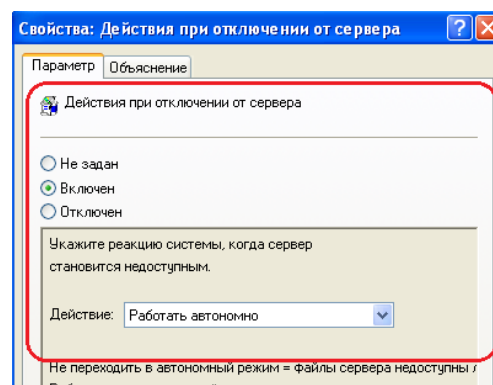 Свойства: Действия при отключении от сервера
Параметр Объяснение
Действия при отключении от сервера
Не задан
Включен
Отключен
Укажите реакцию системы, когда сервер
становится недоступным.
Действие: Работать автономно
Не переходить в автономный режим = файлы сервера недоступны